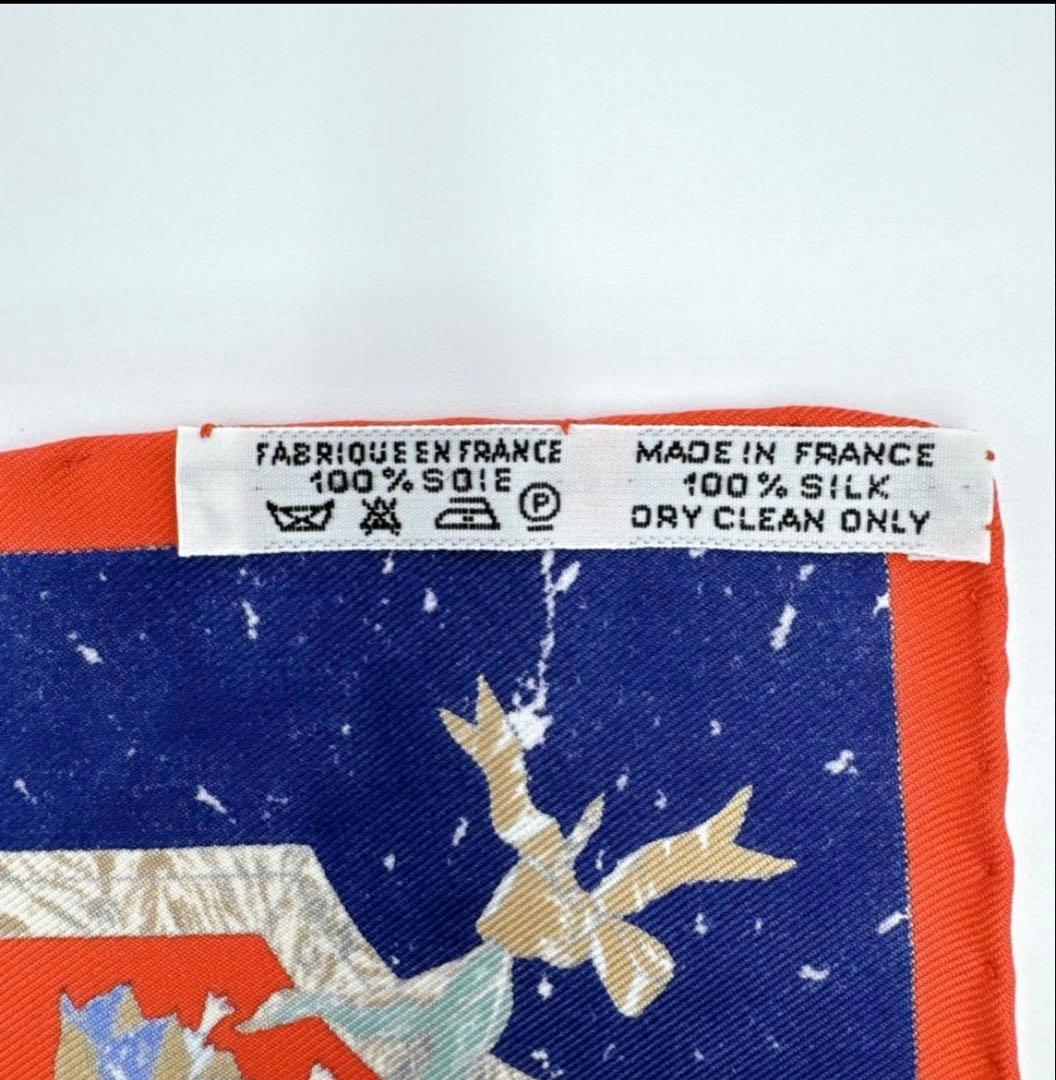 FABRIQUE EN FRANCE
100% SOIE
P
MADE IN FRANCE
100% SILK
DRY CLEAN ONLY